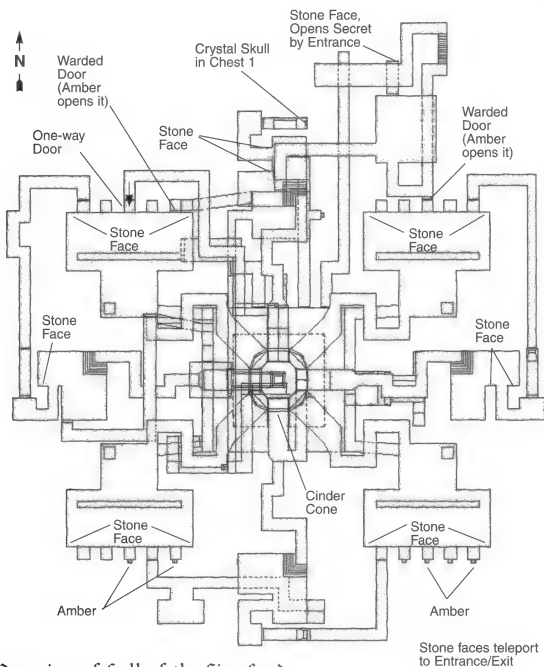 Stone Face,
Opens Secret
by Entrance
N
Warded
Door
(Amber
opens it)
Crystal Skull
in Chest 1
Stone
Face
Warded
Door
(Amber
opens it)
One-way
Door
Stone
Face
Stone
Face
Stone
Face
Stone
Face
Cinder
Cone
Stone
Face
Stone
Face
Amber
Amber
Stone faces teleport
to Entrance/Exit